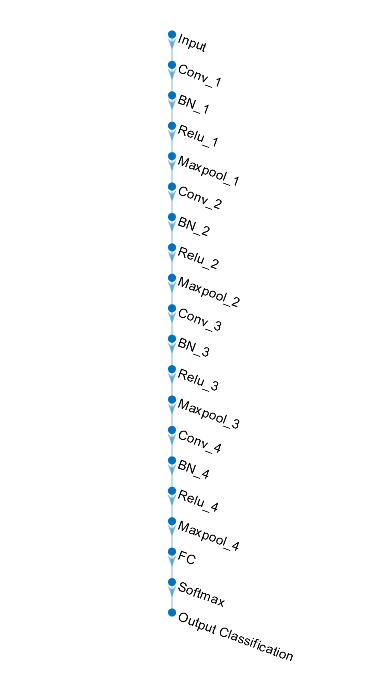 Input
Conv_1
BN_1
Relu_1
Maxpool_1
Conv_2
BN_2
Relu_2
Maxpool_2
Conv_3
BN_3
Relu_3
Maxpool_3
Conv_4
BN_4
Relu_4
Maxpool_4
FC
Softmax
Output Classification